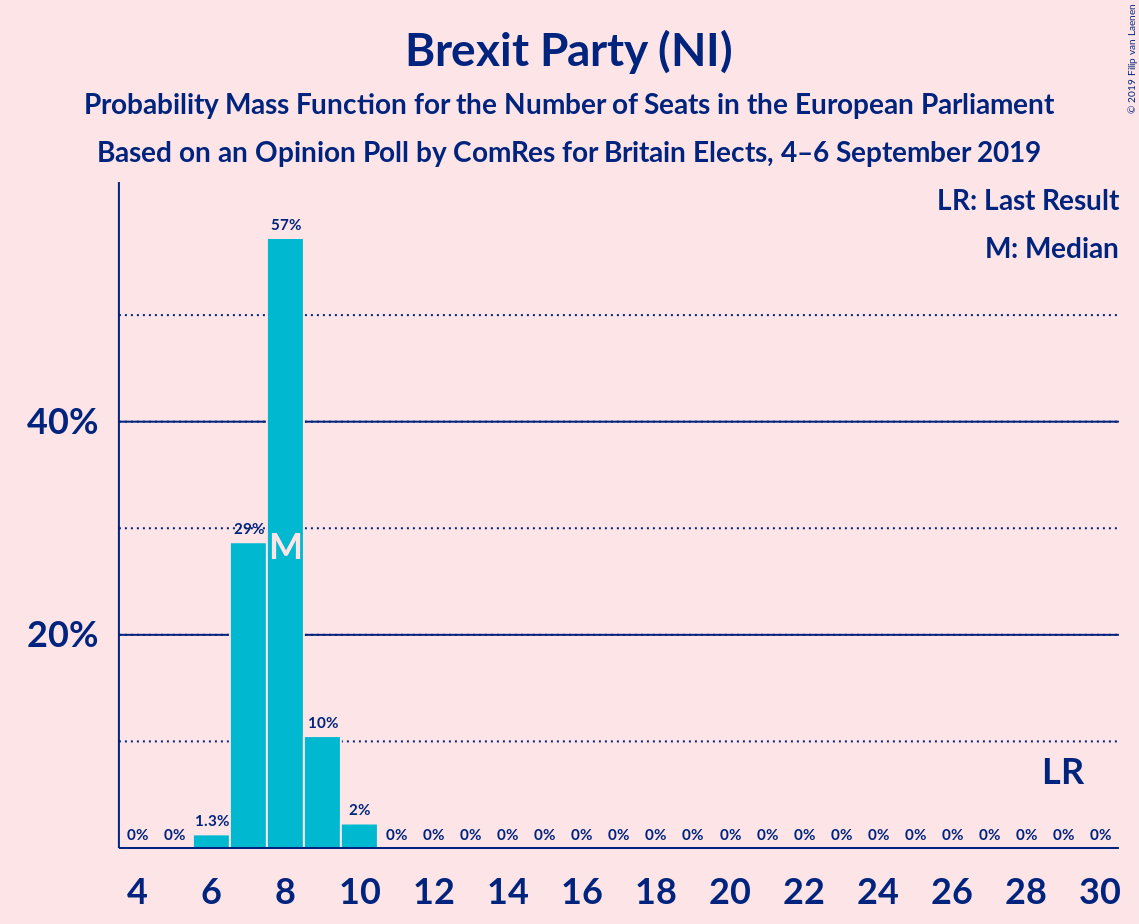 Brexit Party (NI)
Probability Mass Function for the Number of Seats in the European Parliament
Based on an Opinion Poll by ComRes for Britain Elects, 4–6 September 2019
© 2019 Filip van Laenen
LR: Last Result
M: Median
57%
40%
29%
M
20%
10%
LR
1.3%
2%
0% 0% 0% 0% 0% 0% 0% 0% 0% 0% 0% 0% 0% 0% 0% 0% 0% 0% 0% 0% 0% 0%
4 6 8 10 12 14 16 18 20 22 24 26 28 30